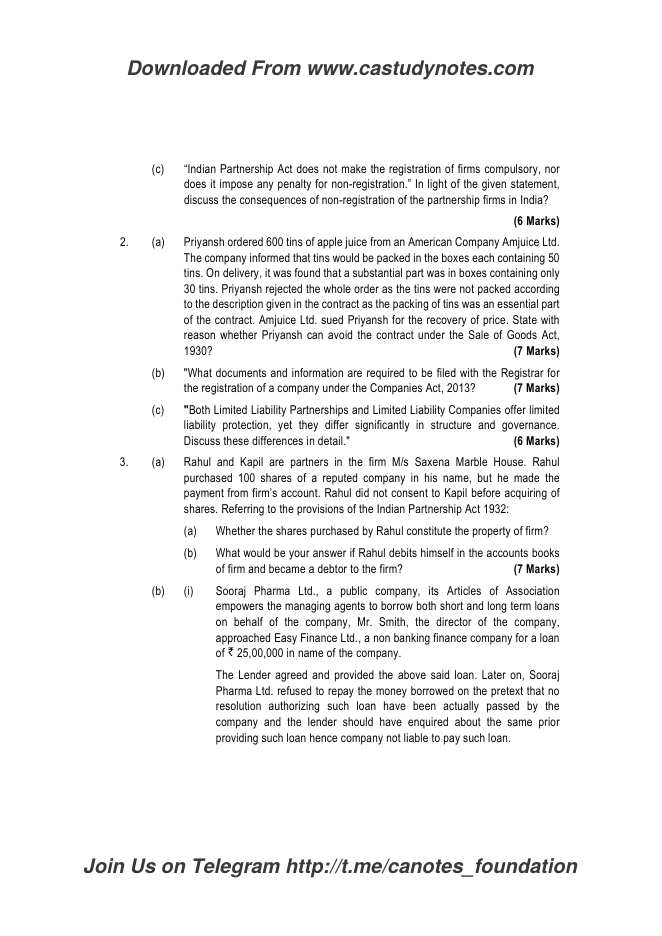 Downloaded From www.castudynotes.com
(c) “Indian Partnership Act does not make the registration of firms compulsory, nor
does it impose any penalty for non-registration.” In light of the given statement,
discuss the consequences of non-registration of the partnership firms in India?
(6 Marks)
2. (a) Priyansh ordered 600 tins of apple juice from an American Company Amjuice Ltd.
The company informed that tins would be packed in the boxes each containing 50
tins. On delivery, it was found that a substantial part was in boxes containing only
30 tins. Priyansh rejected the whole order as the tins were not packed according
to the description given in the contract as the packing of tins was an essential part
of the contract. Amjuice Ltd. sued Priyansh for the recovery of price. State with
reason whether Priyansh can avoid the contract under the Sale of Goods Act,
1930? (7 Marks)
(b) "What documents and information are required to be filed with the Registrar for
the registration of a company under the Companies Act, 2013? (7 Marks)
(c) "Both Limited Liability Partnerships and Limited Liability Companies offer limited
liability protection, yet they differ significantly in structure and governance.
Discuss these differences in detail." (6 Marks)
3. (a) Rahul and Kapil are partners in the firm M/s Saxena Marble House. Rahul
purchased 100 shares of a reputed company in his name, but he made the
payment from firm’s account. Rahul did not consent to Kapil before acquiring of
shares. Referring to the provisions of the Indian Partnership Act 1932:
(a) Whether the shares purchased by Rahul constitute the property of firm?
(b) What would be your answer if Rahul debits himself in the accounts books
of firm and became a debtor to the firm? (7 Marks)
(b) (i) Sooraj Pharma Ltd., a public company, its Articles of Association
empowers the managing agents to borrow both short and long term loans
on behalf of the company, Mr. Smith, the director of the company,
approached Easy Finance Ltd., a non banking finance company for a loan
of ₹ 25,00,000 in name of the company.
The Lender agreed and provided the above said loan. Later on, Sooraj
Pharma Ltd. refused to repay the money borrowed on the pretext that no
resolution authorizing such loan have been actually passed by the
company and the lender should have enquired about the same prior
providing such loan hence company not liable to pay such loan.
Join Us on Telegram http://t.me/canotes_foundation